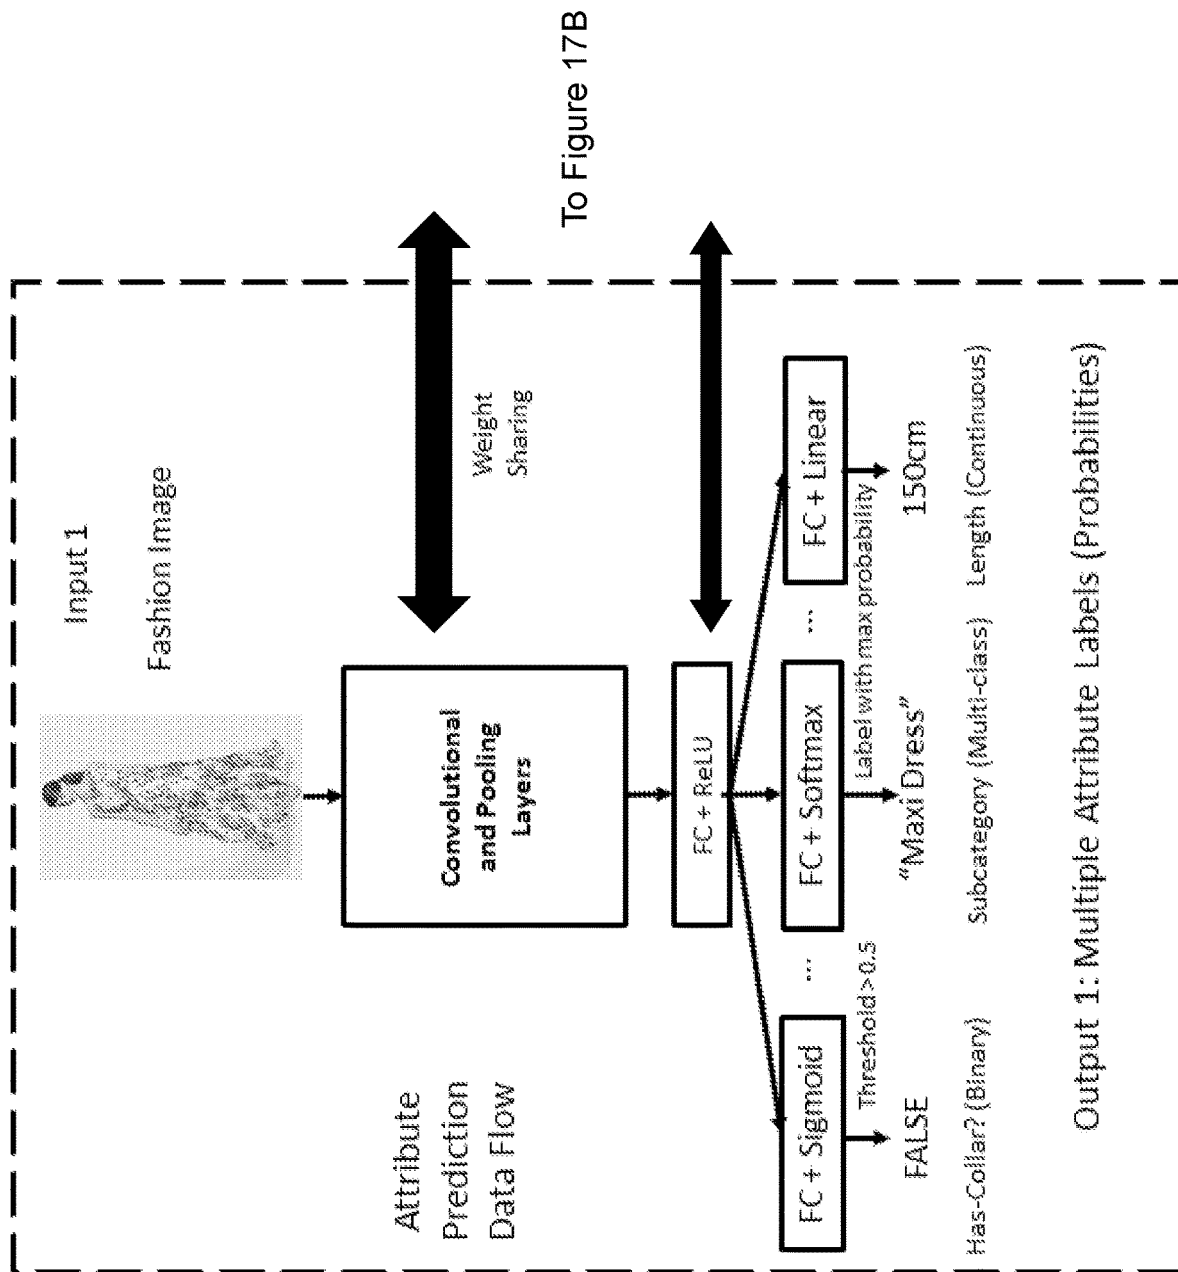 To Figure 17B
Input 1
Fashion Image
Attribute
Prediction
Data Flow
Convolutional
and Pooling
Layers
Weight
Sharing
FC + ReLU
FC + Sigmoid
...
FC + Softmax
...
FC + Linear
Threshold > 0.5
Label with max probability
FALSE
“Maxi Dress”
150cm
Has-Collar? (Binary)
Subcategory (Multi-class)
Length (Continuous)
Output 1: Multiple Attribute Labels (Probabilities)